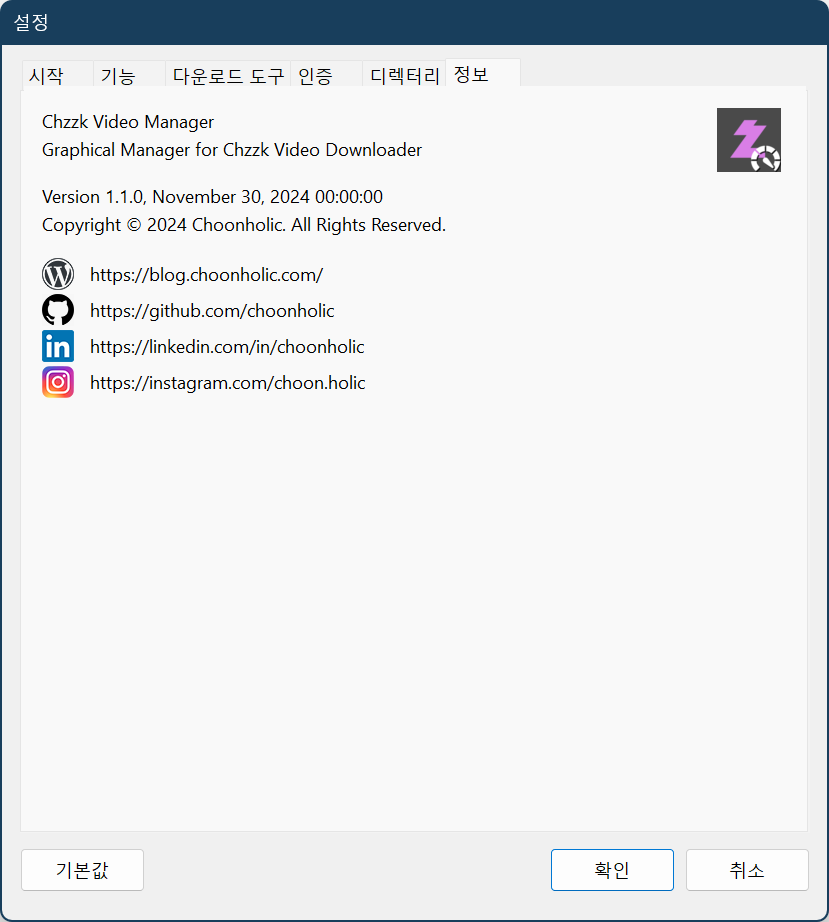 설정
시작 기능 다운로드 도구 인증 디렉터리 정보
Chzzk Video Manager
Graphical Manager for Chzzk Video Downloader
Version 1.1.0, November 30, 2024 00:00:00
Copyright © 2024 Choonholic. All Rights Reserved.
https://blog.choonholic.com/
https://github.com/choonholic
https://linkedin.com/in/choonholic
https://instagram.com/choon.holic
기본값 확인 취소